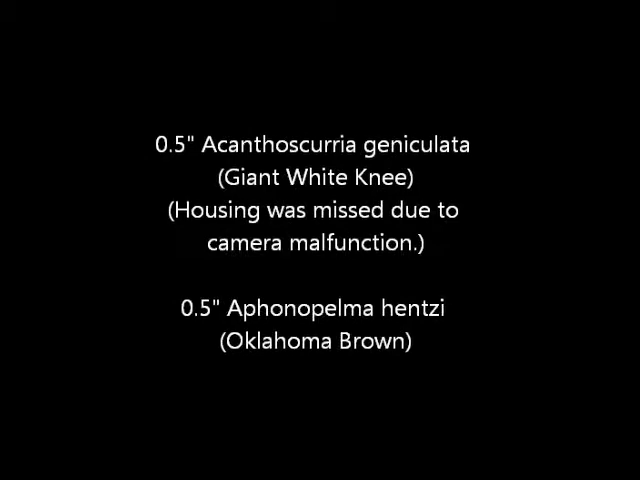 0.5" Acanthoscurria geniculata
(Giant White Knee)
(Housing was missed due to
camera malfunction.)
0.5" Aphonopelma hentzi
(Oklahoma Brown)